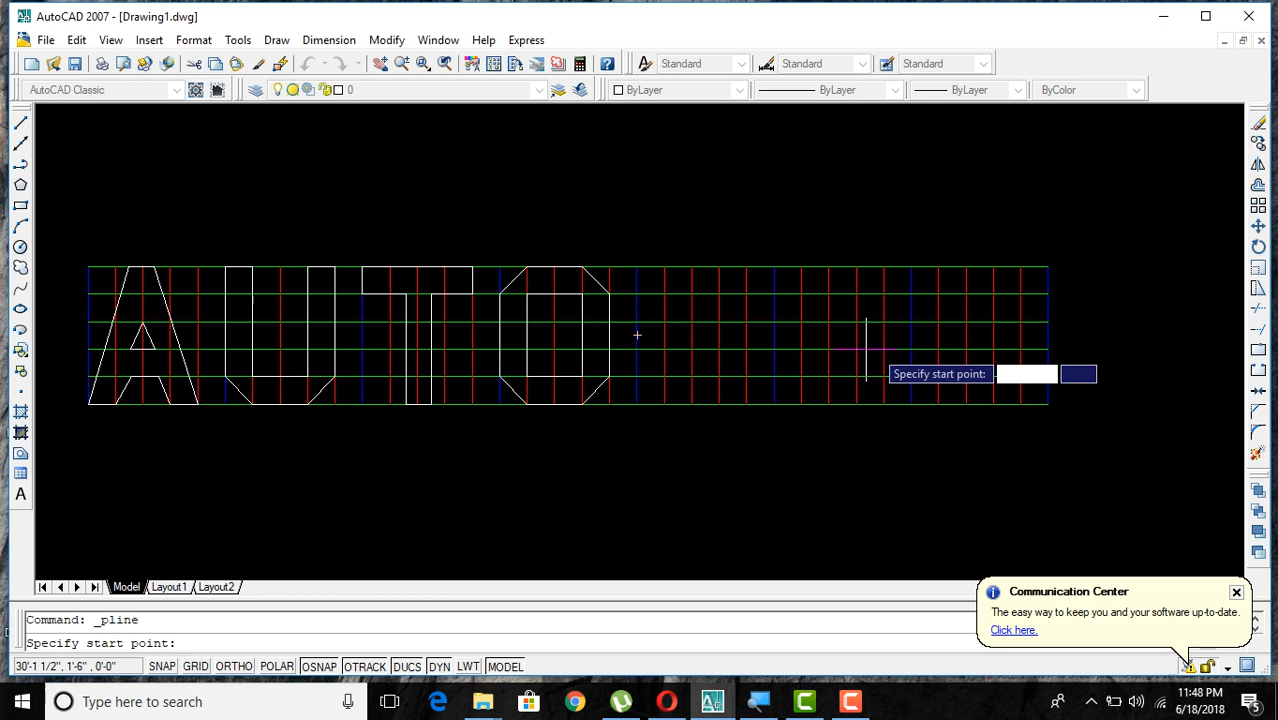 AutoCAD 2007 - [Drawing1.dwg]
File Edit View Insert Format Tools Draw Dimension Modify Window Help Express
Standard Standard Standard
AutoCAD Classic 0 ByLayer ByLayer ByLayer ByColor
AUTO
Specify start point:
A
Model Layout1 Layout2
Communication Center
The easy way to keep you and your software up-to-date.
Click here.
Command: _pline
Specify start point:
30'-1 1/2", 1'-6" , 0'-0" SNAP GRID ORTHO POLAR OSNAP OTRACK DUCS DYN LWT MODEL
Type here to search
11:48 PM
6/18/2018
5